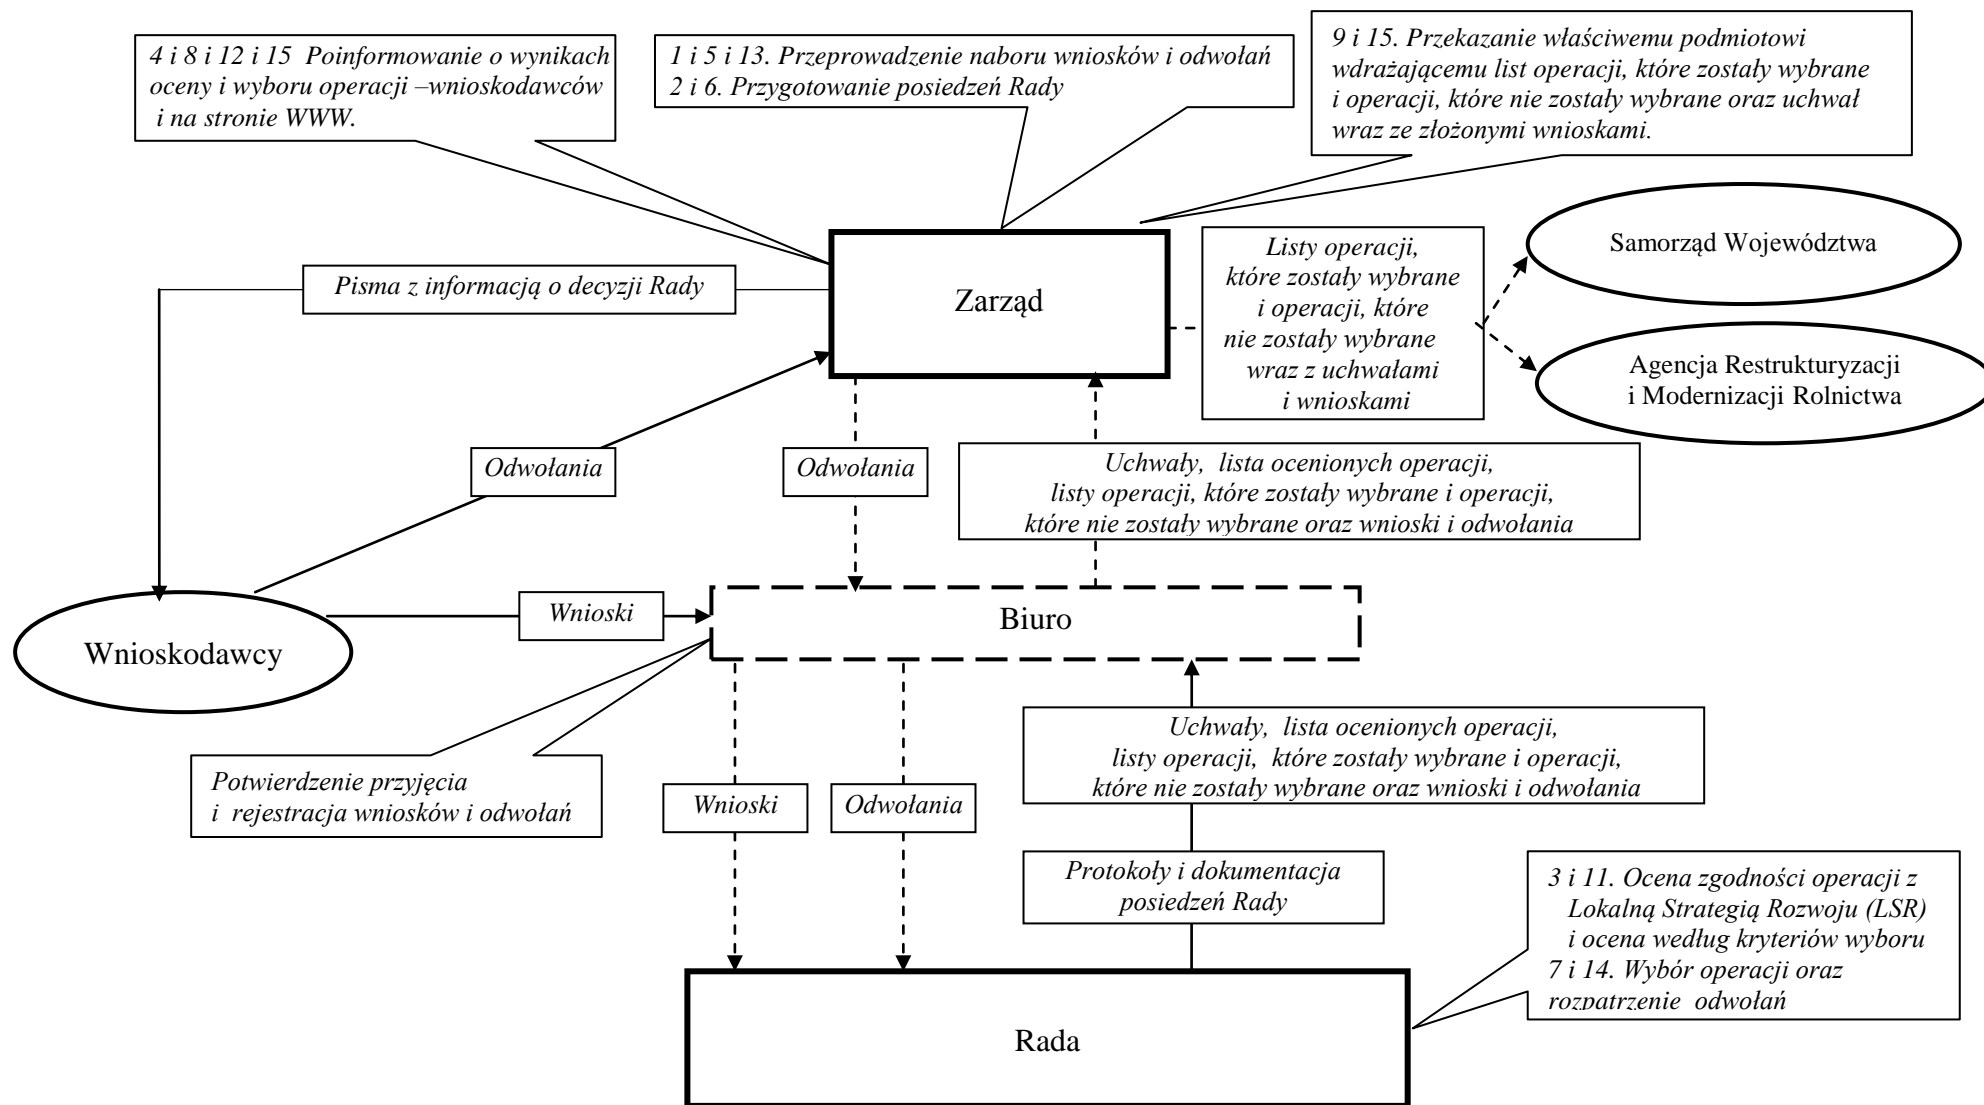 4 i 8 i 12 i 15  Poinformowanie o wynikach
oceny i wyboru operacji –wnioskodawców
i na stronie WWW.
1 i 5 i 13. Przeprowadzenie naboru wniosków i odwołań
2 i 6. Przygotowanie posiedzeń Rady
9 i 15. Przekazanie właściwemu podmiotowi
wdrażającemu list operacji, które zostały wybrane
i operacji, które nie zostały wybrane oraz uchwał
wraz ze złożonymi wnioskami.
Pisma z informacją o decyzji Rady
Zarząd
Listy operacji,
które zostały wybrane
i operacji, które
nie zostały wybrane
wraz z uchwałami
i wnioskami
Samorząd Województwa
Agencja Restrukturyzacji
i Modernizacji Rolnictwa
Odwołania
Odwołania
Uchwały,  lista ocenionych operacji,
listy operacji, które zostały wybrane i operacji,
które nie zostały wybrane oraz wnioski i odwołania
Wnioskodawcy
Wnioski
Biuro
Potwierdzenie przyjęcia
i  rejestracja wniosków i odwołań
Wnioski
Odwołania
Uchwały,  lista ocenionych operacji,
listy operacji,  które zostały wybrane i operacji,
które nie zostały wybrane oraz wnioski i odwołania
Protokoły i dokumentacja
posiedzeń Rady
3 i 11. Ocena zgodności operacji z
Lokalną Strategią Rozwoju (LSR)
i ocena według kryteriów wyboru
7 i 14. Wybór operacji oraz
rozpatrzenie  odwołań
Rada